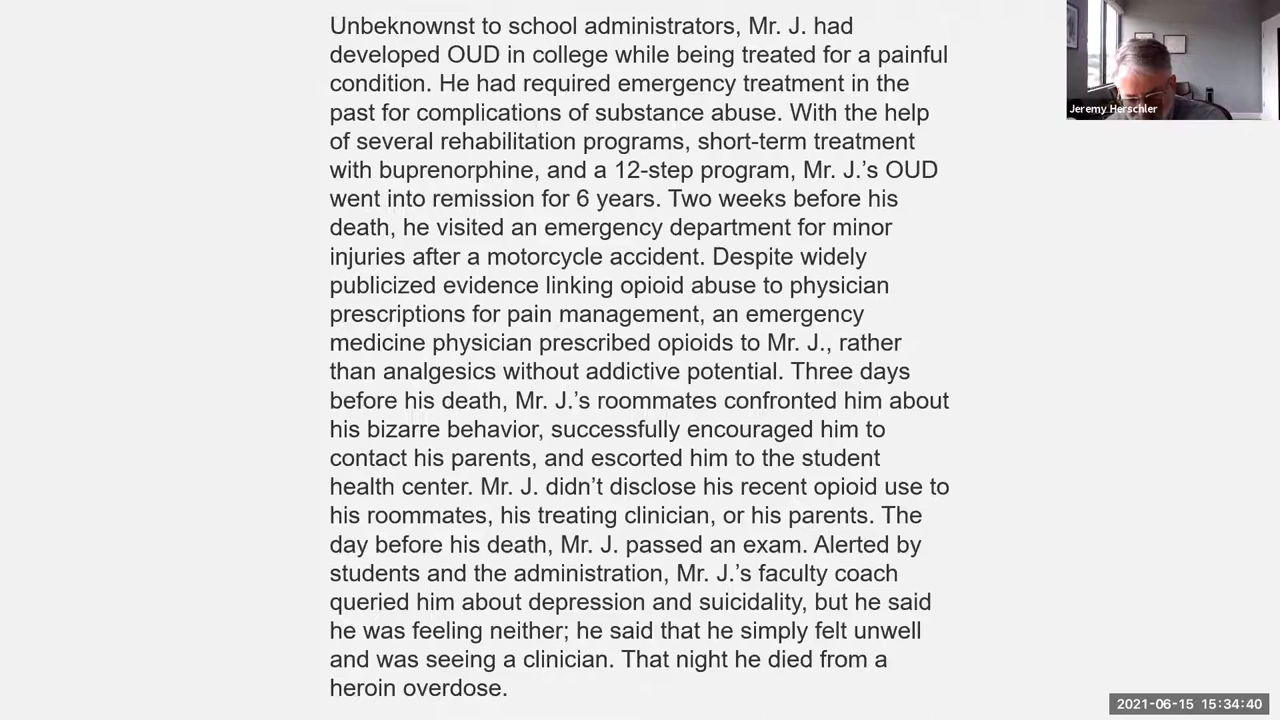 Unbeknownst to school administrators, Mr. J. had
developed OUD in college while being treated for a painful
condition. He had required emergency treatment in the
past for complications of substance abuse. With the help
of several rehabilitation programs, short-term treatment
with buprenorphine, and a 12-step program, Mr. J.’s OUD
went into remission for 6 years. Two weeks before his
death, he visited an emergency department for minor
injuries after a motorcycle accident. Despite widely
publicized evidence linking opioid abuse to physician
prescriptions for pain management, an emergency
medicine physician prescribed opioids to Mr. J., rather
than analgesics without addictive potential. Three days
before his death, Mr. J.’s roommates confronted him about
his bizarre behavior, successfully encouraged him to
contact his parents, and escorted him to the student
health center. Mr. J. didn’t disclose his recent opioid use to
his roommates, his treating clinician, or his parents. The
day before his death, Mr. J. passed an exam. Alerted by
students and the administration, Mr. J.’s faculty coach
queried him about depression and suicidality, but he said
he was feeling neither; he said that he simply felt unwell
and was seeing a clinician. That night he died from a
heroin overdose.
Jeremy Herschler
2021-06-15 15:34:40